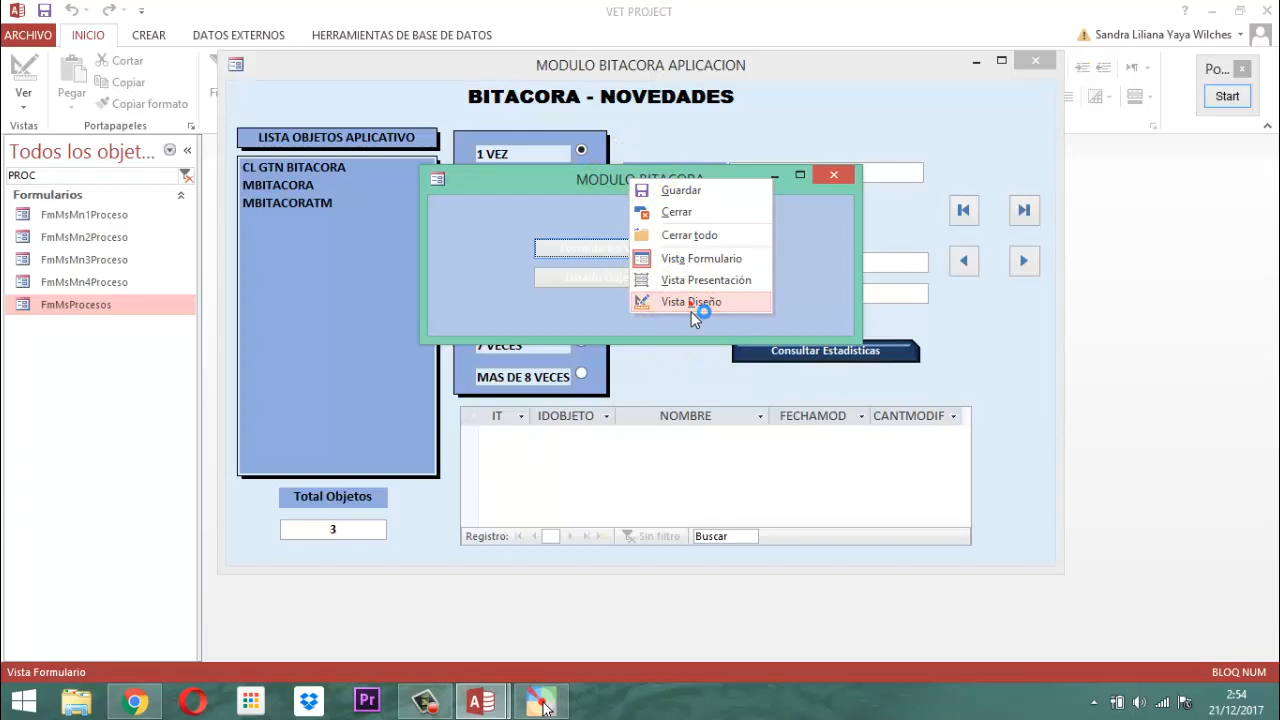 VET PROJECT
ARCHIVO INICIO CREAR DATOS EXTERNOS HERRAMIENTAS DE BASE DE DATOS
Sandra Liliana Yaya Wilches
Ver
Pegar
Cortar
Copiar
Copiar formato
Vistas
Portapapeles
Po...
Start
Todos los objet...
PROC
Formularios
FmMsMn1Proceso
FmMsMn2Proceso
FmMsMn3Proceso
FmMsMn4Proceso
FmMsProcesos
MODULO BITACORA APLICACION
BITACORA - NOVEDADES
LISTA OBJETOS APLICATIVO
CL GTN BITACORA
MBITACORA
MBITACORATM
Total Objetos
3
1 VEZ
7 VECES
MAS DE 8 VECES
MODULO BITACORA
Guardar
Cerrar
Cerrar todo
Vista Formulario
Vista Presentación
Vista Diseño
Consultar Estadisticas
IT IDOBJETO NOMBRE FECHAMOD CANTMODIF
Registro: Sin filtro Buscar
Vista Formulario
BLOQ NUM
Pr
2:54
21/12/2017